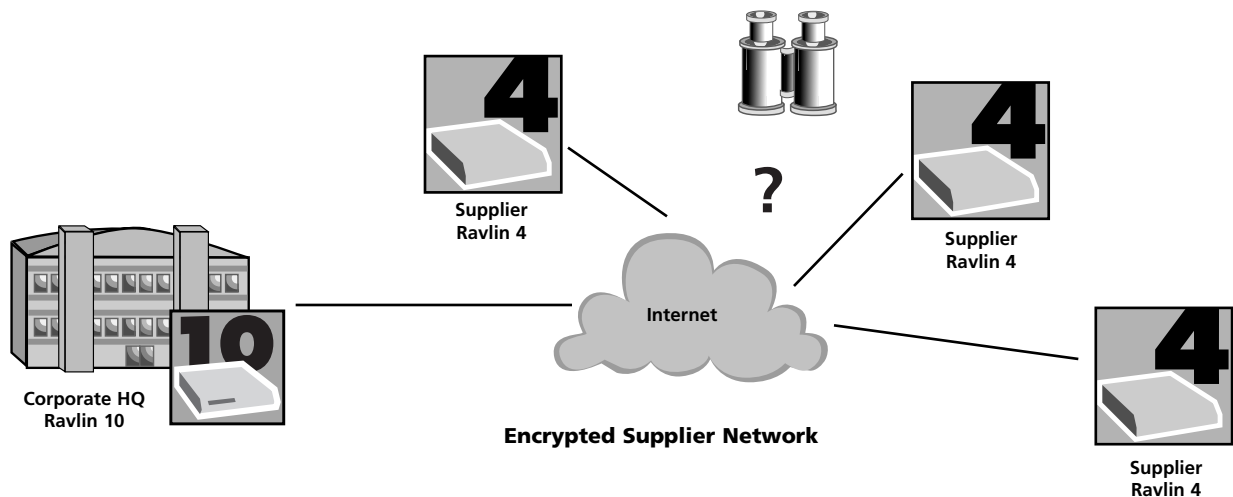 4
Supplier
Ravlin 4
?
4
Supplier
Ravlin 4
Internet
10
Corporate HQ
Ravlin 10
4
Supplier
Ravlin 4
Encrypted Supplier Network